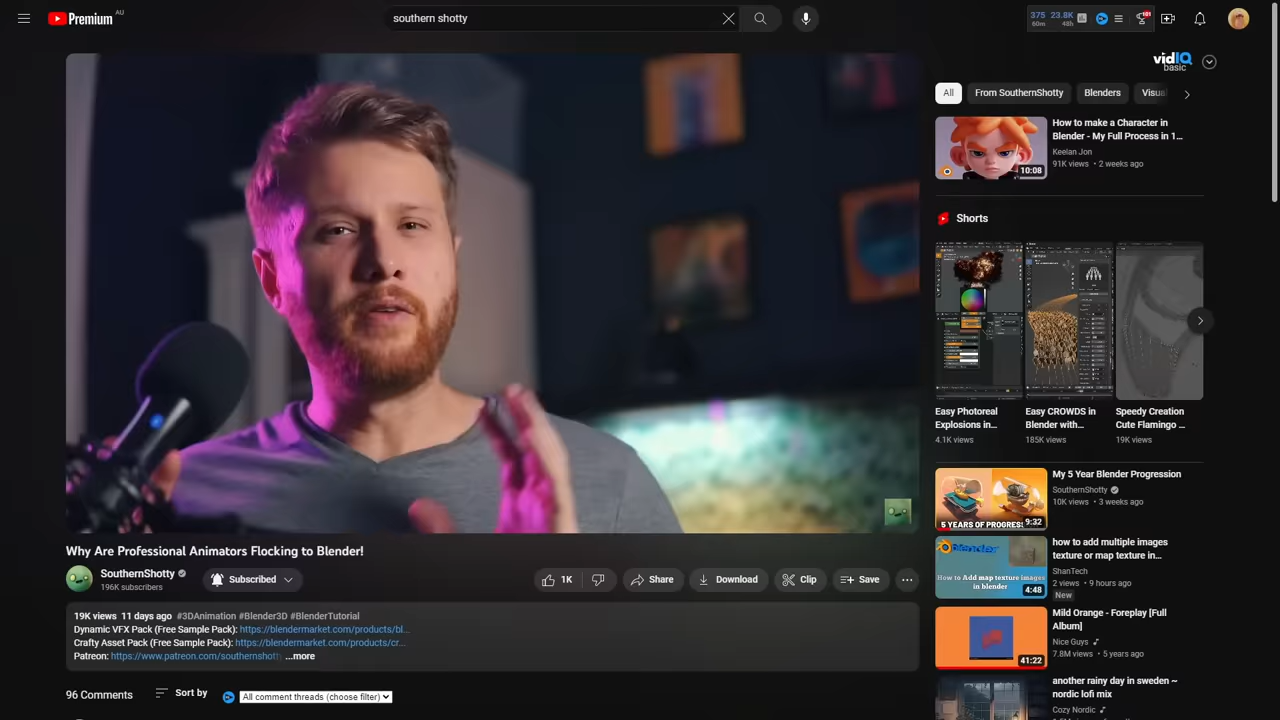 Premium AU
southern shotty
375 23.8K
60m 48h
101
vidIQ
basic
All From SouthernShotty Blenders Visual
How to make a Character in
Blender - My Full Process in 1...
Keelan Jon
91K views • 2 weeks ago
10:08
Shorts
Easy Photoreal
Explosions in...
4.1K views
Easy CROWDS in
Blender with...
185K views
Speedy Creation
Cute Flamingo ...
19K views
My 5 Year Blender Progression
SouthernShotty
10K views • 3 weeks ago
5 YEARS OF PROGRESS
9:32
how to add multiple images
texture or map texture in...
ShanTech
2 views • 9 hours ago
New
blender
How to Add map texture images
in blender
4:48
Mild Orange - Foreplay [Full
Album]
Nice Guys
7.8M views • 5 years ago
41:22
another rainy day in sweden ~
nordic lofi mix
Cozy Nordic
Why Are Professional Animators Flocking to Blender!
SouthernShotty
196K subscribers
Subscribed
1K Share Download Clip Save
19K views 11 days ago #3DAnimation #Blender3D #BlenderTutorial
Dynamic VFX Pack (Free Sample Pack): https://blendermarket.com/products/bl...
Crafty Asset Pack (Free Sample Pack): https://blendermarket.com/products/cr...
Patreon: https://www.patreon.com/southernshotty ...more
96 Comments Sort by All comment threads (choose filter)